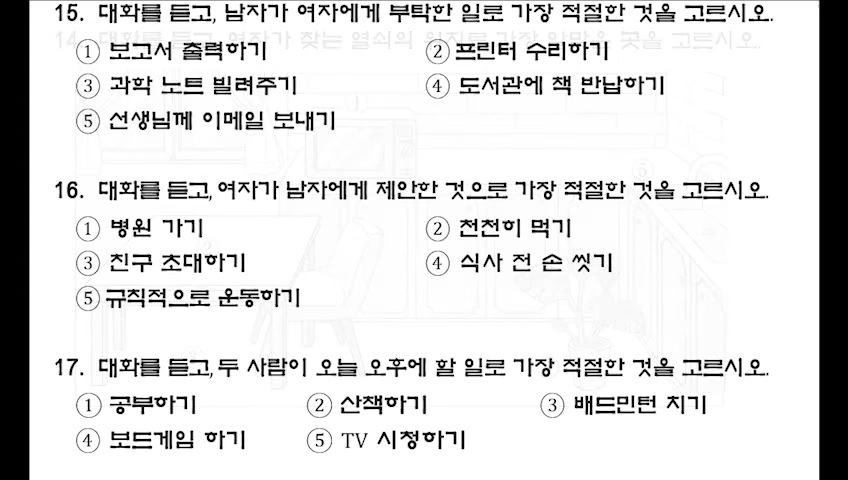 15. 대화를 듣고, 남자가 여자에게 부탁한 일로 가장 적절한 것을 고르시오.
① 보고서 출력하기 ② 프린터 수리하기
③ 과학 노트 빌려주기 ④ 도서관에 책 반납하기
⑤ 선생님께 이메일 보내기
16. 대화를 듣고, 여자가 남자에게 제안한 것으로 가장 적절한 것을 고르시오.
① 병원 가기 ② 천천히 먹기
③ 친구 초대하기 ④ 식사 전 손 씻기
⑤ 규칙적으로 운동하기
17. 대화를 듣고, 두 사람이 오늘 오후에 할 일로 가장 적절한 것을 고르시오.
① 공부하기 ② 산책하기 ③ 배드민턴 치기
④ 보드게임 하기 ⑤ TV 시청하기